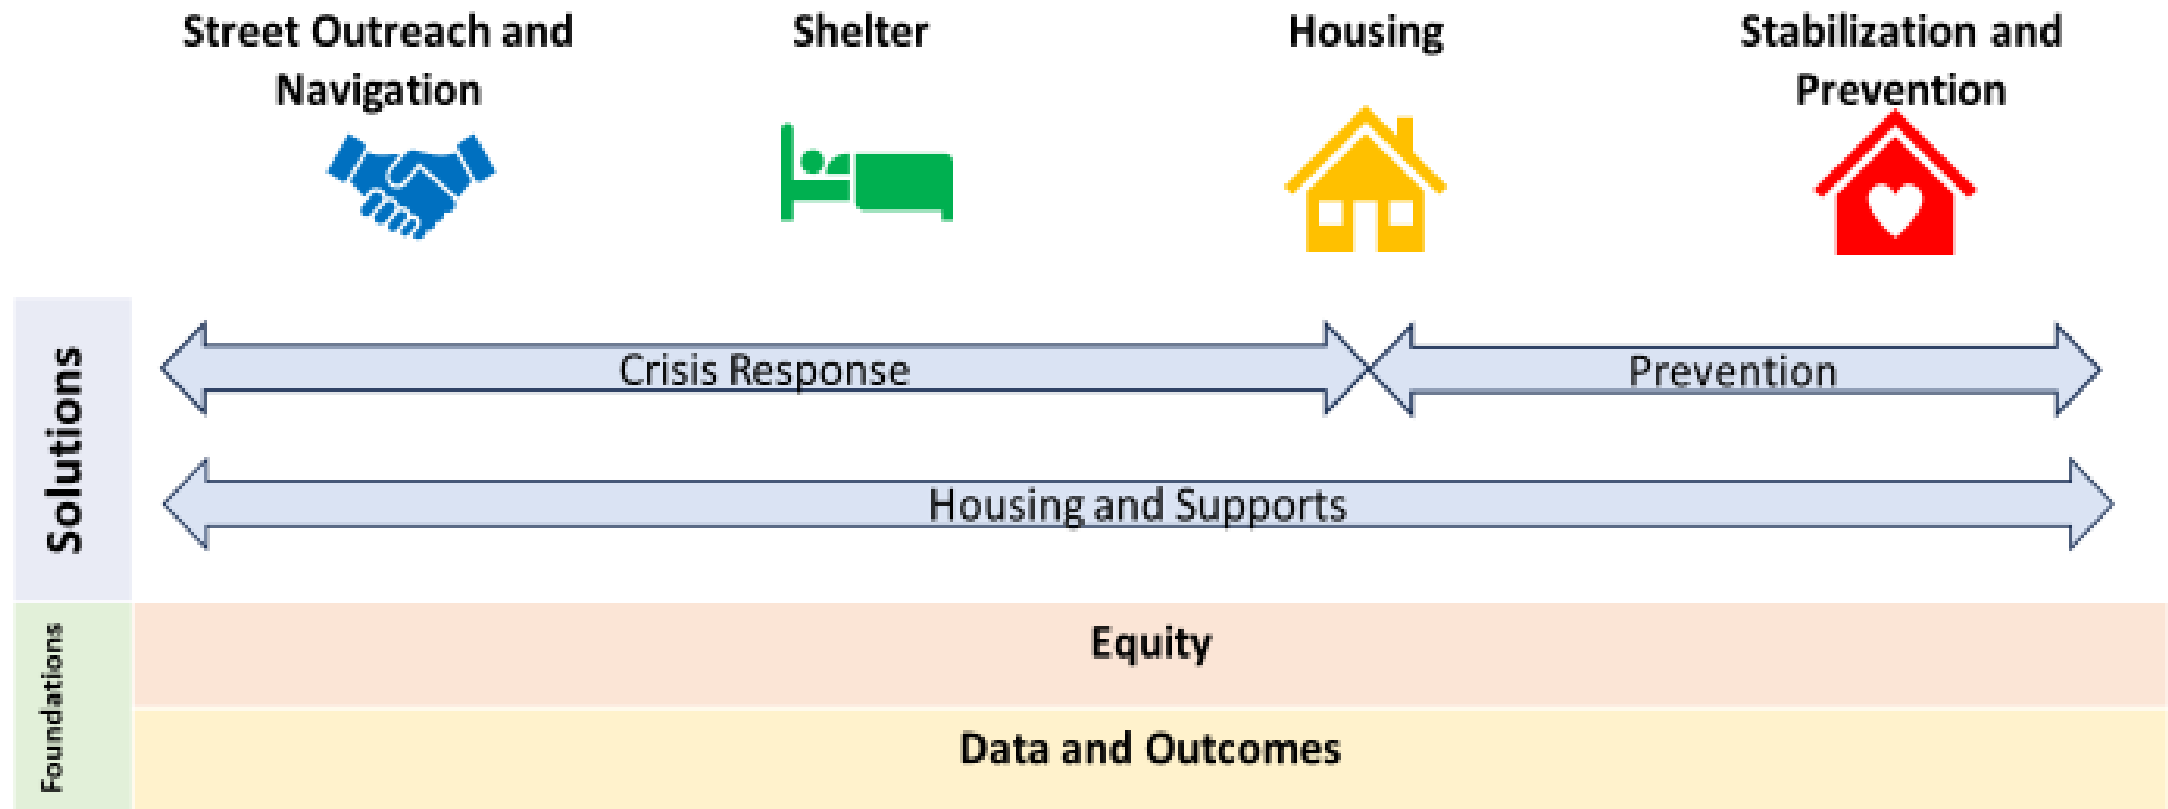 Street Outreach and
Navigation
Shelter
Housing
Stabilization and
Prevention
Solutions
Crisis Response
Prevention
Housing and Supports
Foundations
Equity
Data and Outcomes